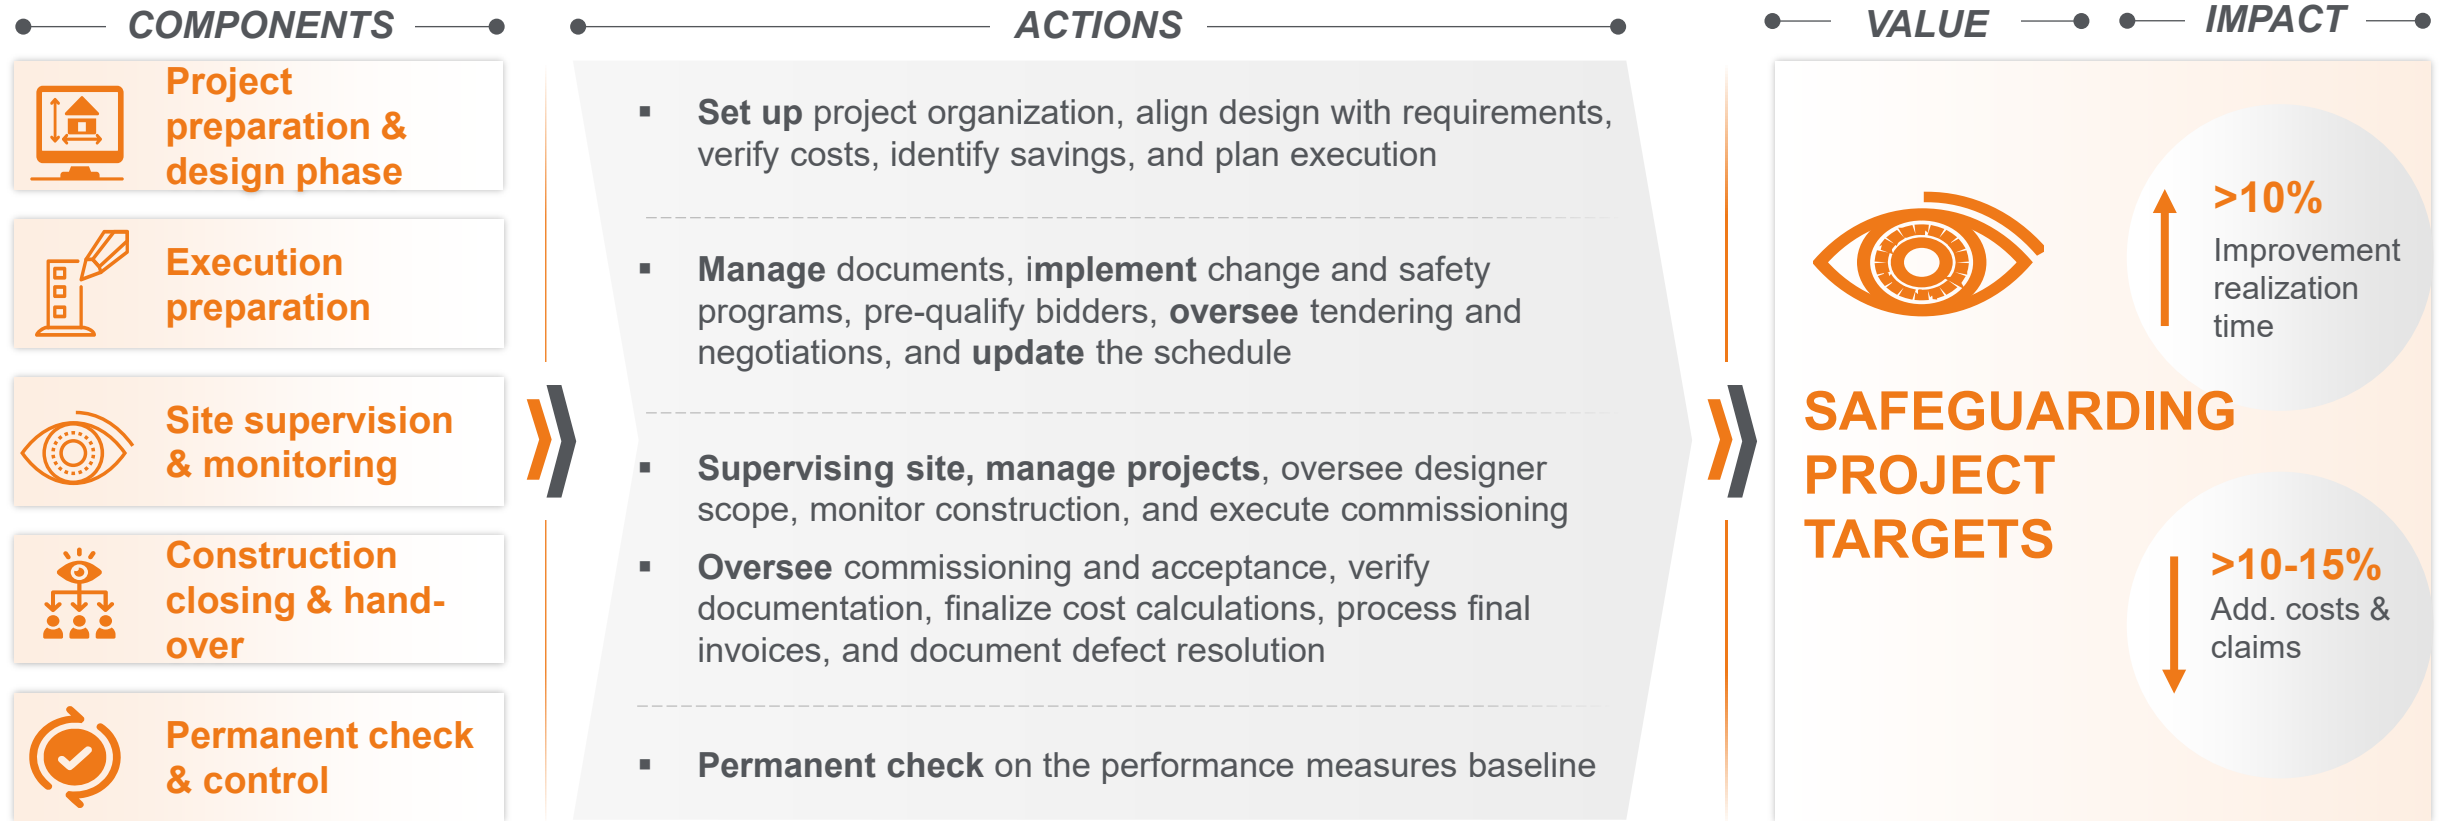 COMPONENTS
ACTIONS
VALUE
IMPACT
Project
preparation &
design phase
Execution
preparation
Site supervision
& monitoring
Construction
closing & hand-
over
Permanent check
& control
▪ Set up project organization, align design with requirements,
verify costs, identify savings, and plan execution
▪ Manage documents, implement change and safety
programs, pre-qualify bidders, oversee tendering and
negotiations, and update the schedule
▪ Supervising site, manage projects, oversee designer
scope, monitor construction, and execute commissioning
▪ Oversee commissioning and acceptance, verify
documentation, finalize cost calculations, process final
invoices, and document defect resolution
▪ Permanent check on the performance measures baseline
SAFEGUARDING
PROJECT
TARGETS
>10%
Improvement
realization
time
>10-15%
Add. costs &
claims